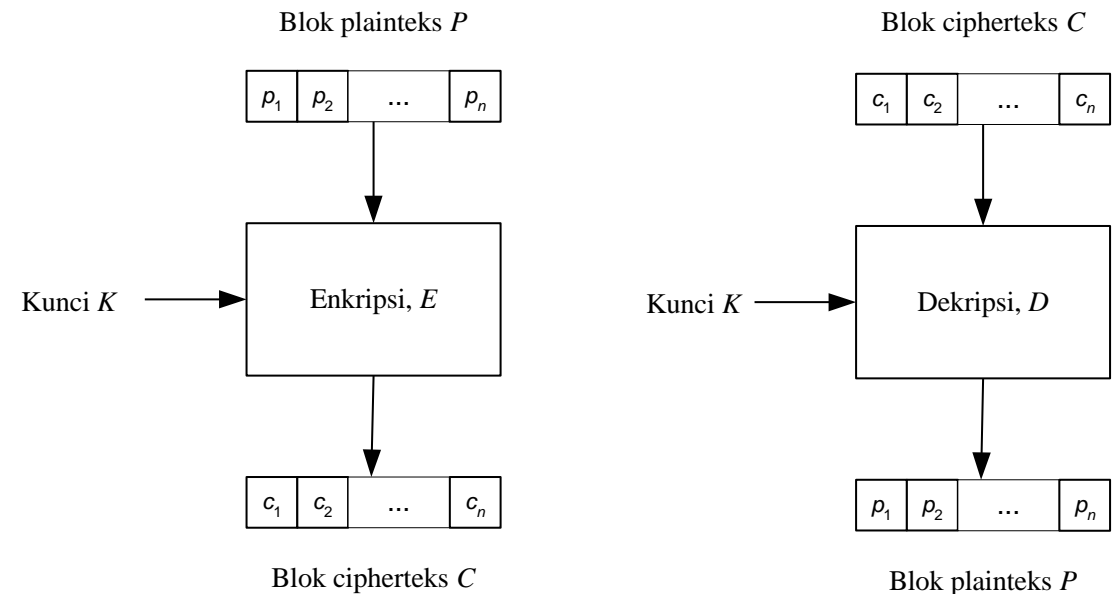 Blok plainteks P
p1 p2 ... pn
Kunci K
Enkripsi, E
c1 c2 ... cn
Blok cipherteks C
Blok cipherteks C
c1 c2 ... cn
Kunci K
Dekripsi, D
p1 p2 ... pn
Blok plainteks P